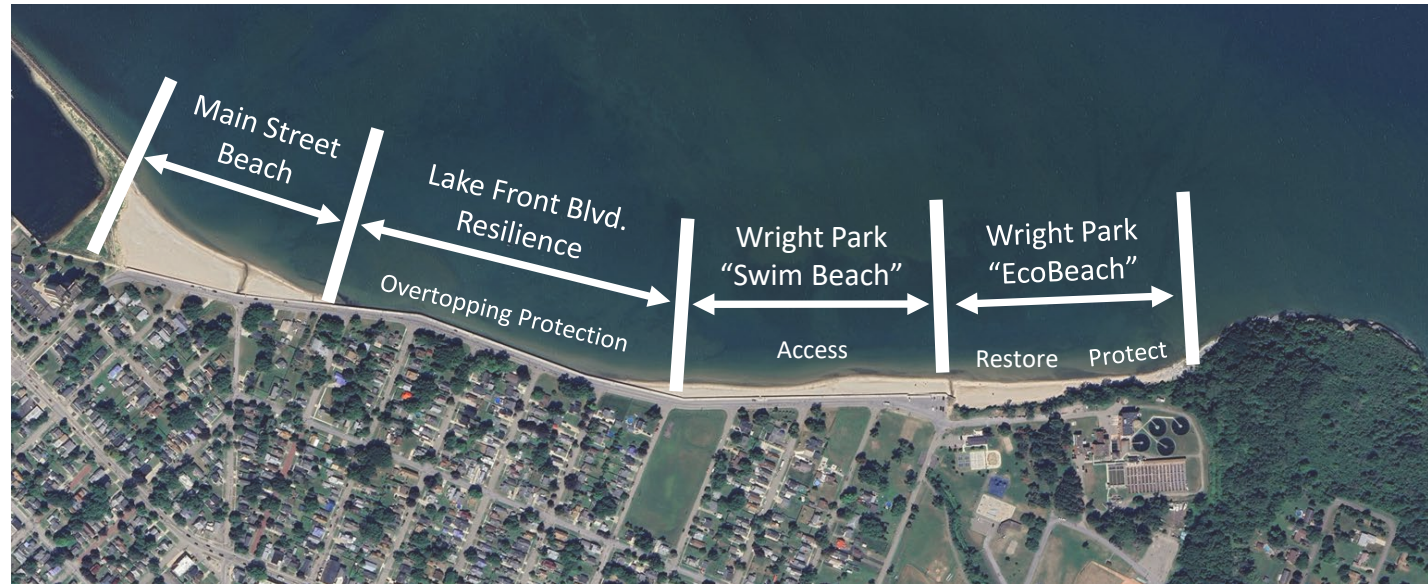 Main Street
Beach
Lake Front Blvd.
Resilience
Overtopping Protection
Wright Park
“Swim Beach”
Access
Wright Park
“EcoBeach”
Restore
Protect